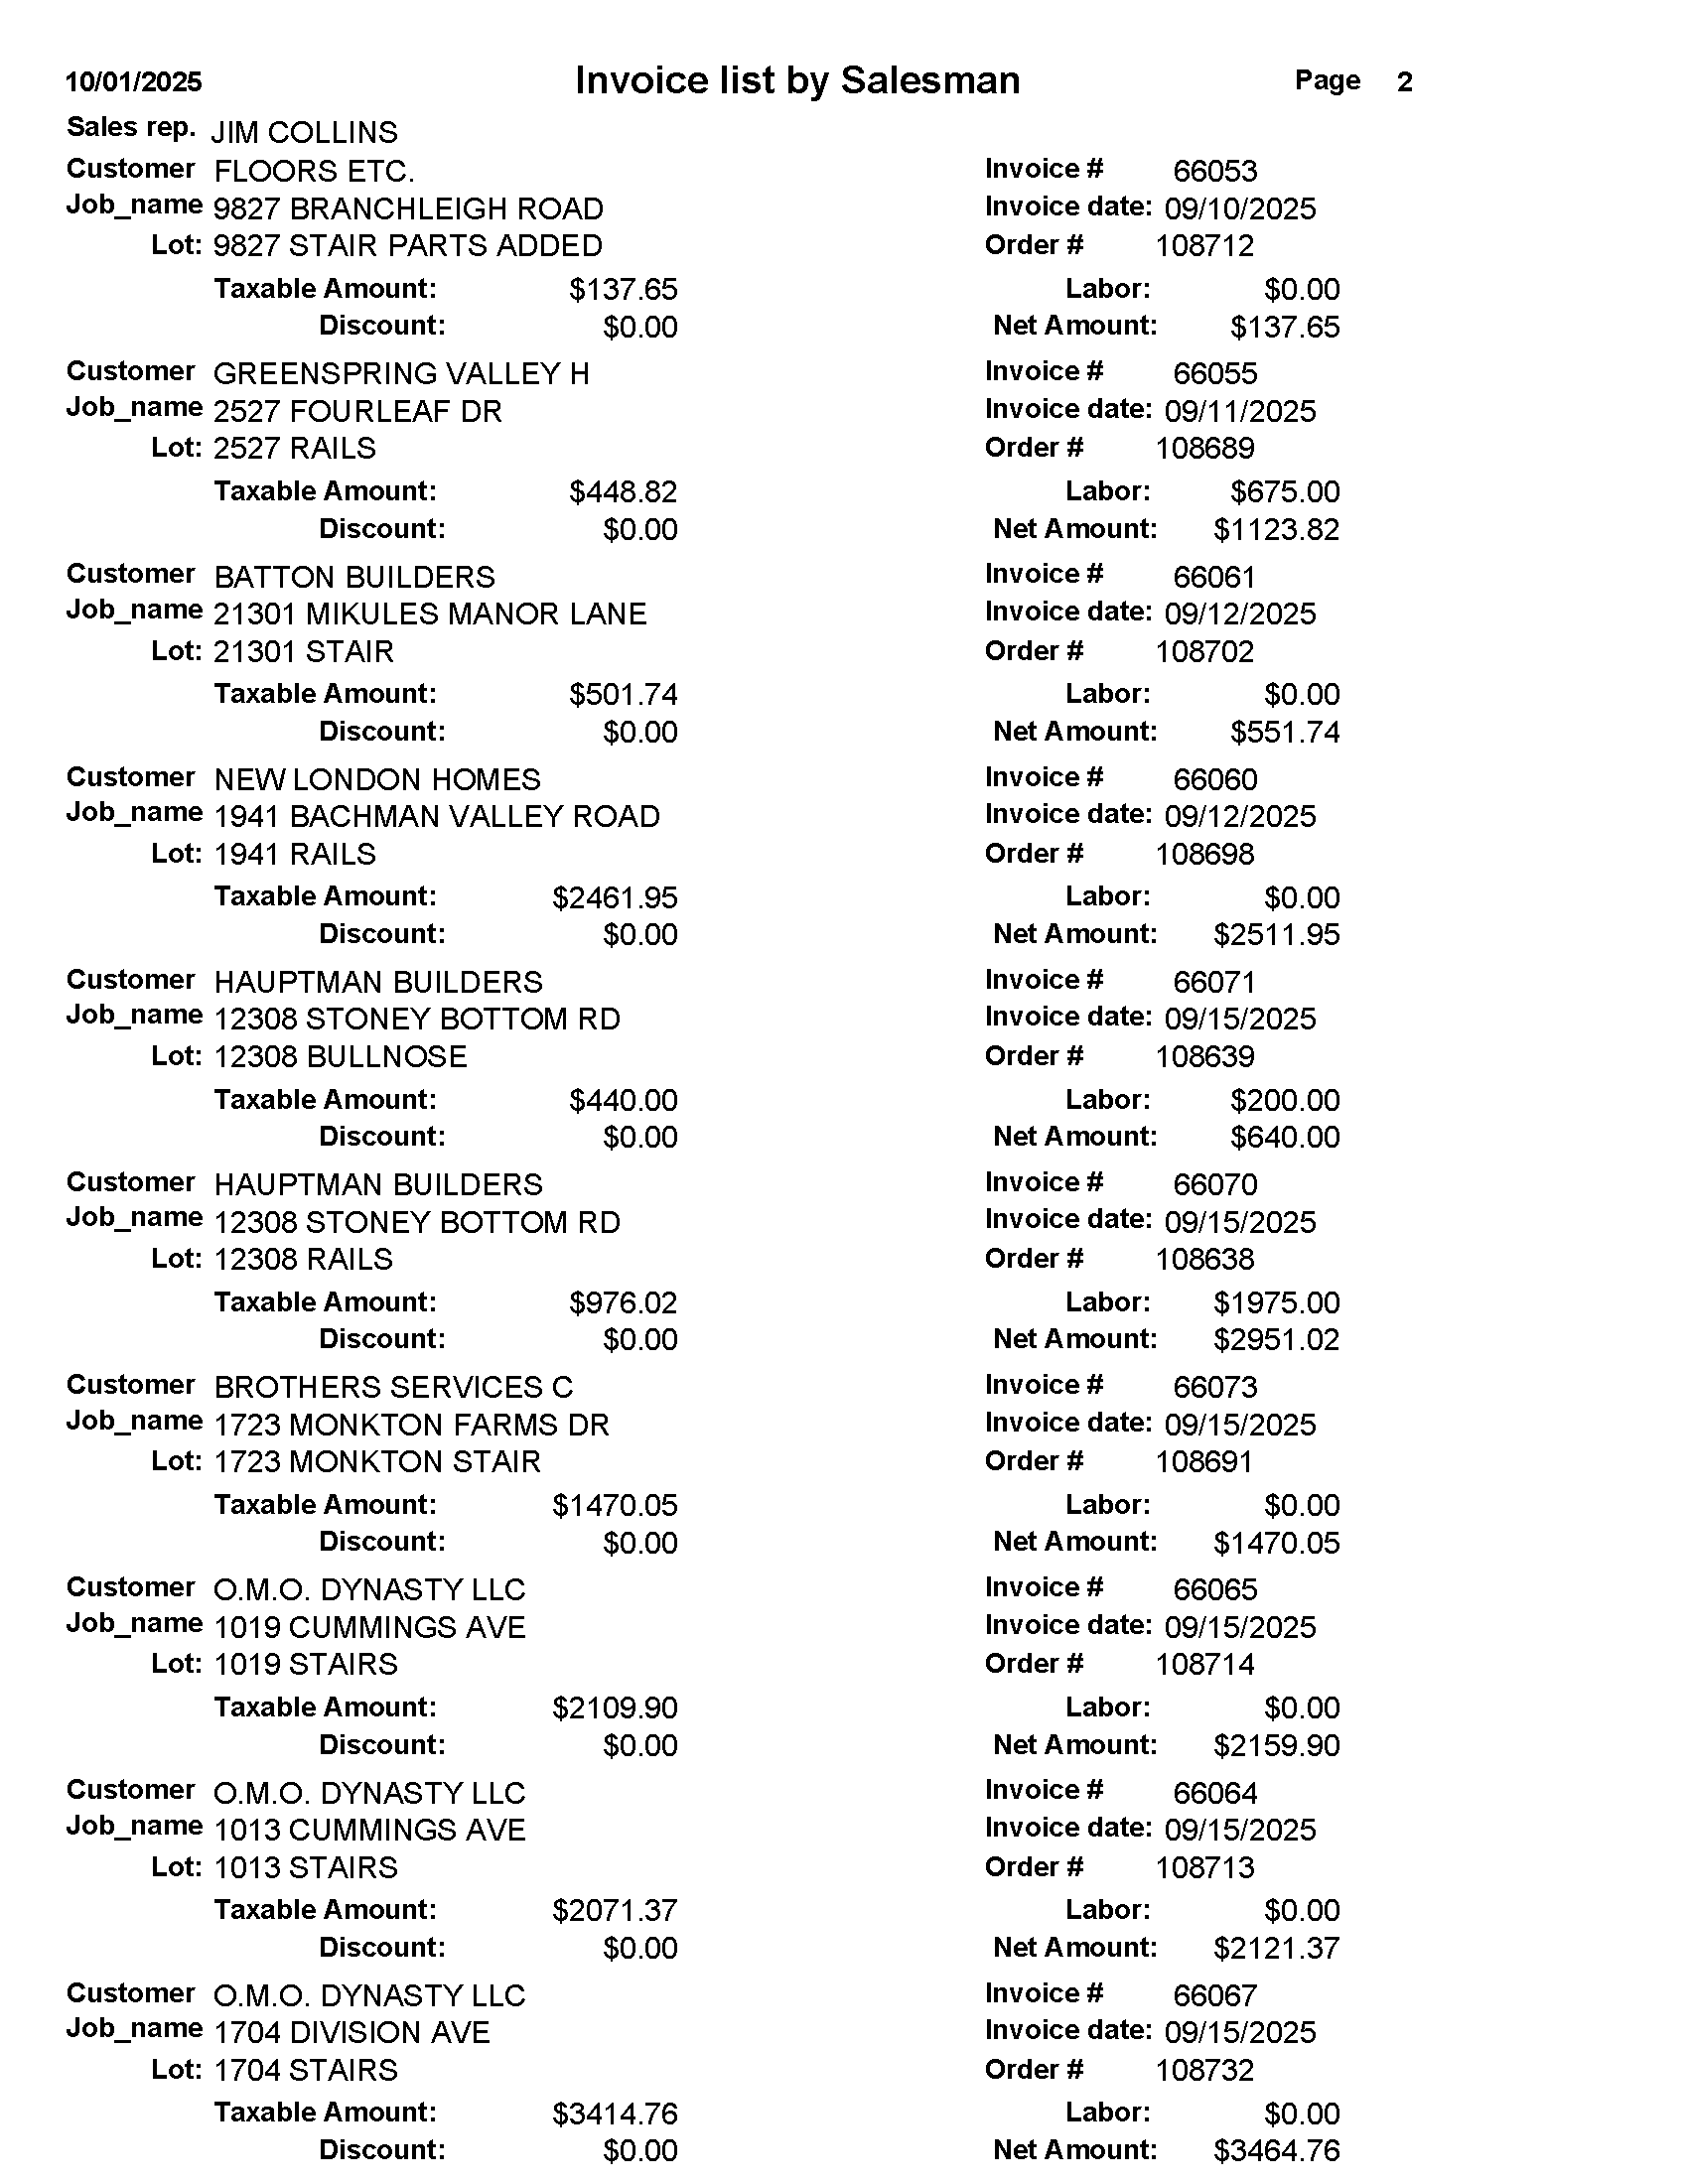 10/01/2025 Invoice list by Salesman Page 2
Sales rep. JIM COLLINS
Customer FLOORS ETC. Invoice # 66053
Job_name 9827 BRANCHLEIGH ROAD Invoice date: 09/10/2025
Lot: 9827 STAIR PARTS ADDED Order # 108712
Taxable Amount: $137.65 Labor: $0.00
Discount: $0.00 Net Amount: $137.65
Customer GREENSPRING VALLEY H Invoice # 66055
Job_name 2527 FOURLEAF DR Invoice date: 09/11/2025
Lot: 2527 RAILS Order # 108689
Taxable Amount: $448.82 Labor: $675.00
Discount: $0.00 Net Amount: $1123.82
Customer BATTON BUILDERS Invoice # 66061
Job_name 21301 MIKULES MANOR LANE Invoice date: 09/12/2025
Lot: 21301 STAIR Order # 108702
Taxable Amount: $501.74 Labor: $0.00
Discount: $0.00 Net Amount: $551.74
Customer NEW LONDON HOMES Invoice # 66060
Job_name 1941 BACHMAN VALLEY ROAD Invoice date: 09/12/2025
Lot: 1941 RAILS Order # 108698
Taxable Amount: $2461.95 Labor: $0.00
Discount: $0.00 Net Amount: $2511.95
Customer HAUPTMAN BUILDERS Invoice # 66071
Job_name 12308 STONEY BOTTOM RD Invoice date: 09/15/2025
Lot: 12308 BULLNOSE Order # 108639
Taxable Amount: $440.00 Labor: $200.00
Discount: $0.00 Net Amount: $640.00
Customer HAUPTMAN BUILDERS Invoice # 66070
Job_name 12308 STONEY BOTTOM RD Invoice date: 09/15/2025
Lot: 12308 RAILS Order # 108638
Taxable Amount: $976.02 Labor: $1975.00
Discount: $0.00 Net Amount: $2951.02
Customer BROTHERS SERVICES C Invoice # 66073
Job_name 1723 MONKTON FARMS DR Invoice date: 09/15/2025
Lot: 1723 MONKTON STAIR Order # 108691
Taxable Amount: $1470.05 Labor: $0.00
Discount: $0.00 Net Amount: $1470.05
Customer O.M.O. DYNASTY LLC Invoice # 66065
Job_name 1019 CUMMINGS AVE Invoice date: 09/15/2025
Lot: 1019 STAIRS Order # 108714
Taxable Amount: $2109.90 Labor: $0.00
Discount: $0.00 Net Amount: $2159.90
Customer O.M.O. DYNASTY LLC Invoice # 66064
Job_name 1013 CUMMINGS AVE Invoice date: 09/15/2025
Lot: 1013 STAIRS Order # 108713
Taxable Amount: $2071.37 Labor: $0.00
Discount: $0.00 Net Amount: $2121.37
Customer O.M.O. DYNASTY LLC Invoice # 66067
Job_name 1704 DIVISION AVE Invoice date: 09/15/2025
Lot: 1704 STAIRS Order # 108732
Taxable Amount: $3414.76 Labor: $0.00
Discount: $0.00 Net Amount: $3464.76